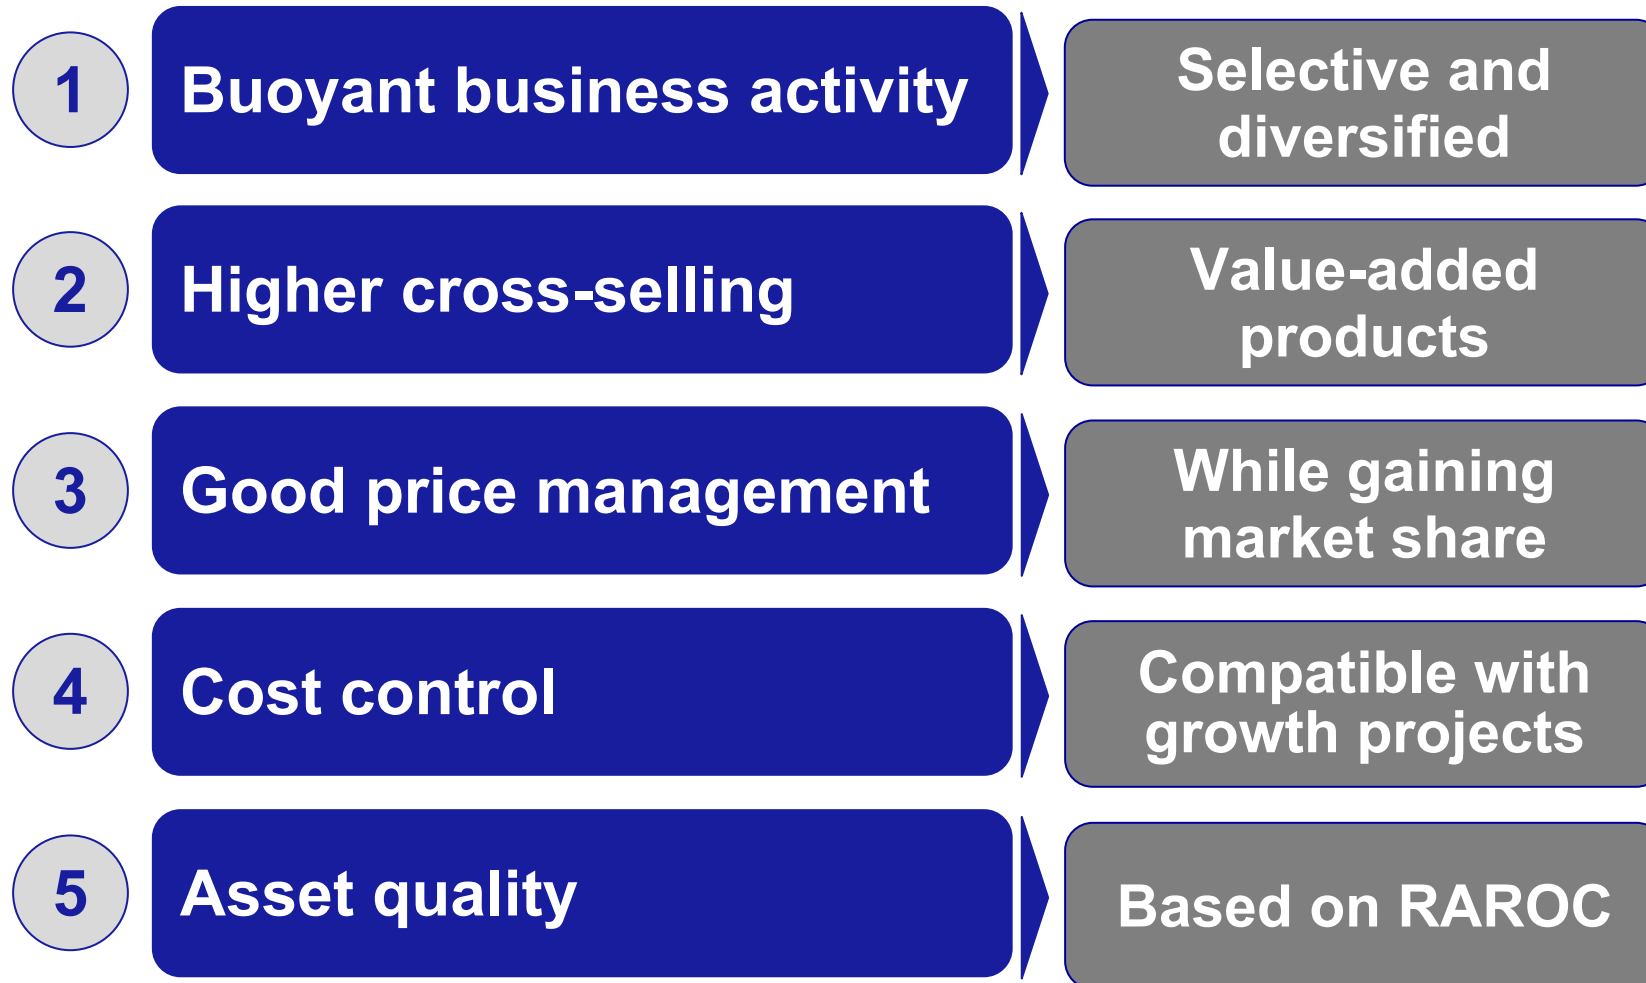 1
Buoyant business activity
Selective and
diversified
2
Higher cross-selling
Value-added
products
3
Good price management
While gaining
market share
4
Cost control
Compatible with
growth projects
5
Asset quality
Based on RAROC